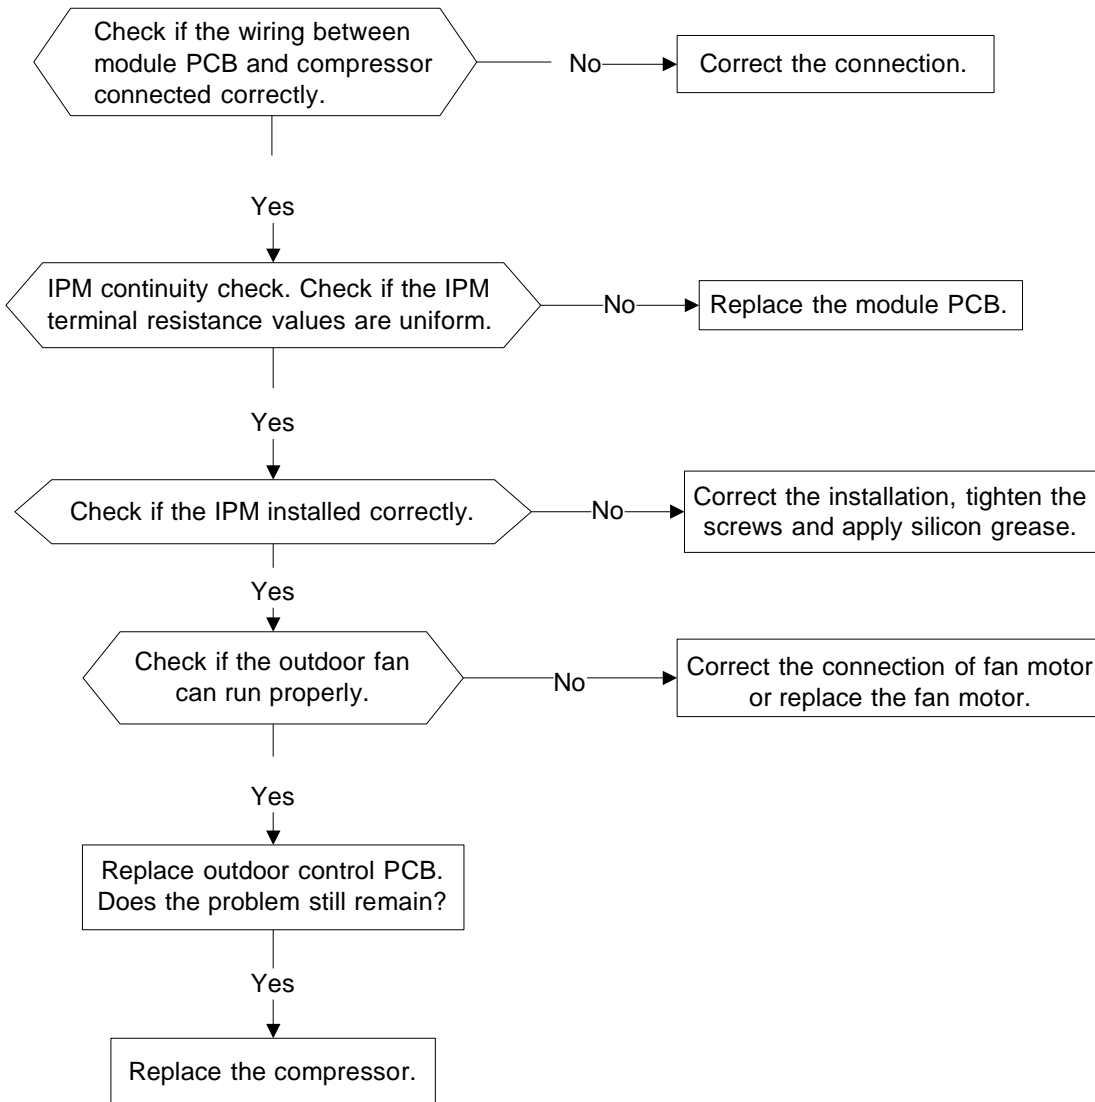 Check if the wiring between
module PCB and compressor
connected correctly.
No
Correct the connection.
Yes
IPM continuity check. Check if the IPM
terminal resistance values are uniform.
No
Replace the module PCB.
Yes
Check if the IPM installed correctly.
No
Correct the installation, tighten the
screws and apply silicon grease.
Yes
Check if the outdoor fan
can run properly.
No
Correct the connection of fan motor
or replace the fan motor.
Yes
Replace outdoor control PCB.
Does the problem still remain?
Yes
Replace the compressor.